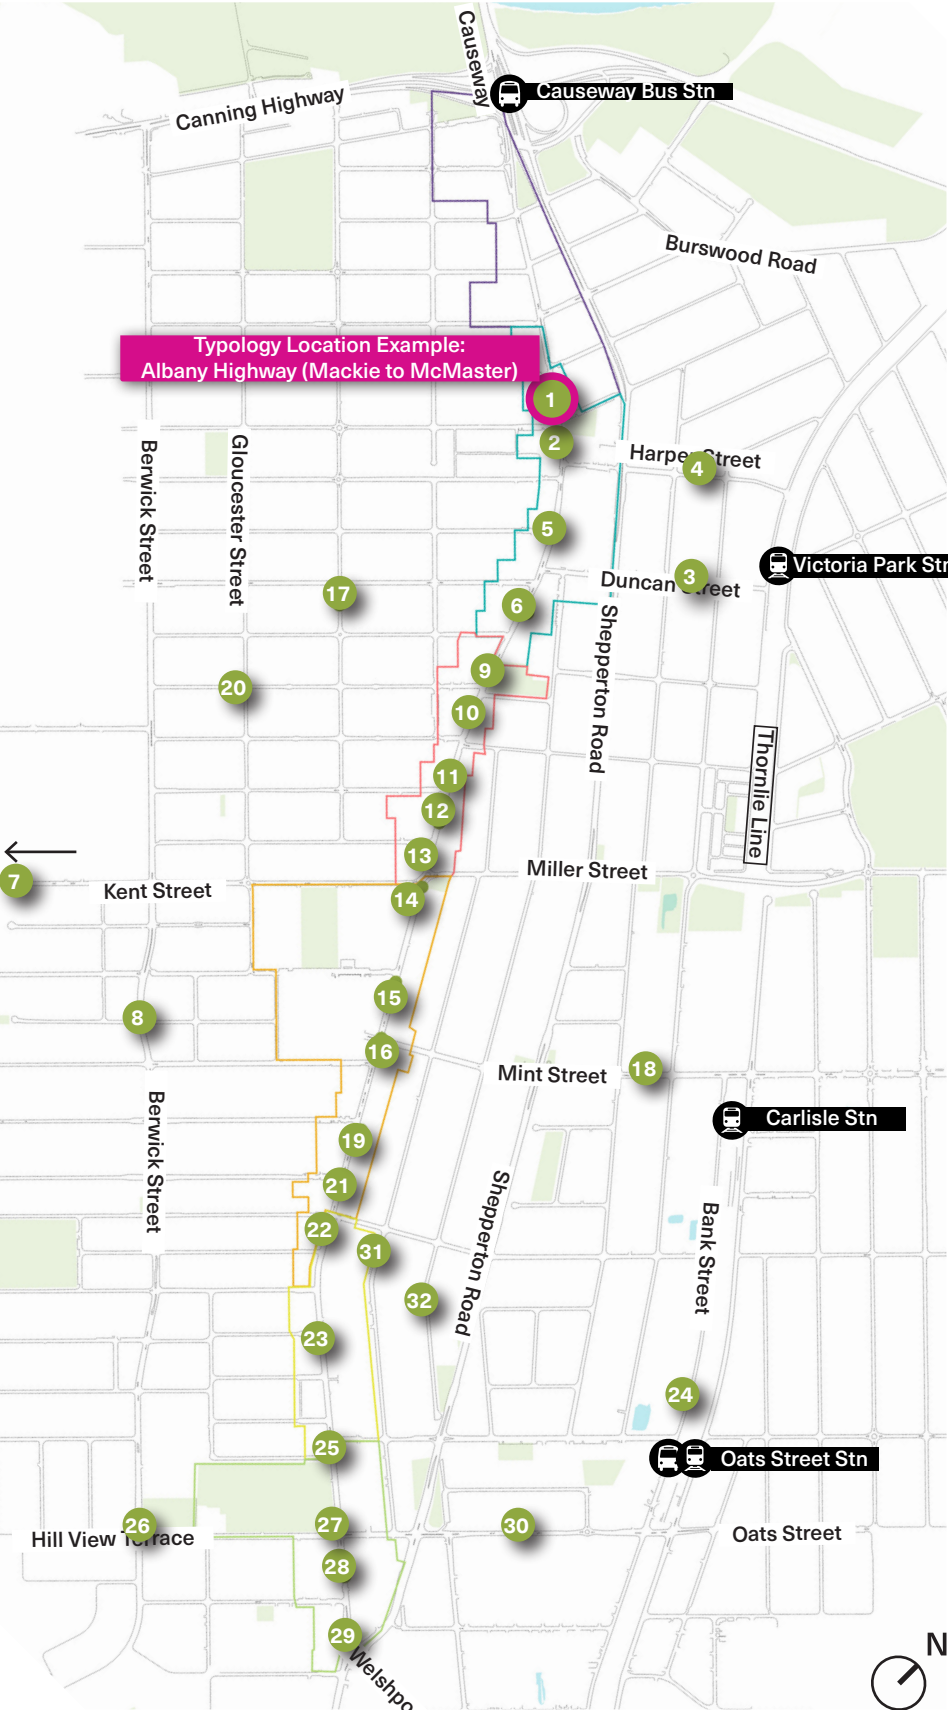 Causeway
Causeway Bus Stn
Canning Highway
Burswood Road
Typology Location Example:
Albany Highway (Mackie to McMaster)
1
2
Harper Street
4
Berwick Street
Gloucester Street
5
Victoria Park Str
3
Duncan Street
17
6
Shepperton Road
9
20
10
Thornlie Line
11
12
13
Miller Street
7
Kent Street
14
15
8
16
Mint Street
18
Berwick Street
Carlisle Stn
19
21
Shepperton Road
Bank Street
22
31
32
23
24
25
Oats Street Stn
26
Hill View Terrace
27
30
Oats Street
28
29
Welshpo
N